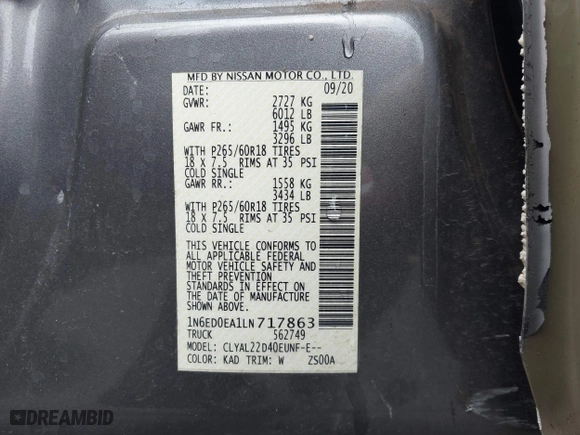 MFD BY NISSAN MOTOR CO., LTD.
DATE: 09/20
GVWR: 2727 KG
6012 LB
GAWR FR.: 1495 KG
3296 LB
WITH P265/60R18 TIRES
18 X 7.5 RIMS AT 35 PSI
COLD SINGLE
GAWR RR.: 1558 KG
3434 LB
WITH P265/60R18 TIRES
18 X 7.5 RIMS AT 35 PSI
COLD SINGLE
THIS VEHICLE CONFORMS TO
ALL APPLICABLE FEDERAL
MOTOR VEHICLE SAFETY AND
THEFT PREVENTION
STANDARDS IN EFFECT ON
THE DATE OF MANUFACTURE
SHOWN ABOVE.
1N6ED0EA1LN717863
TRUCK 562749
MODEL: CLYAL22D40EUNF-E--
COLOR: KAD TRIM: W ZS00A
DREAMBID